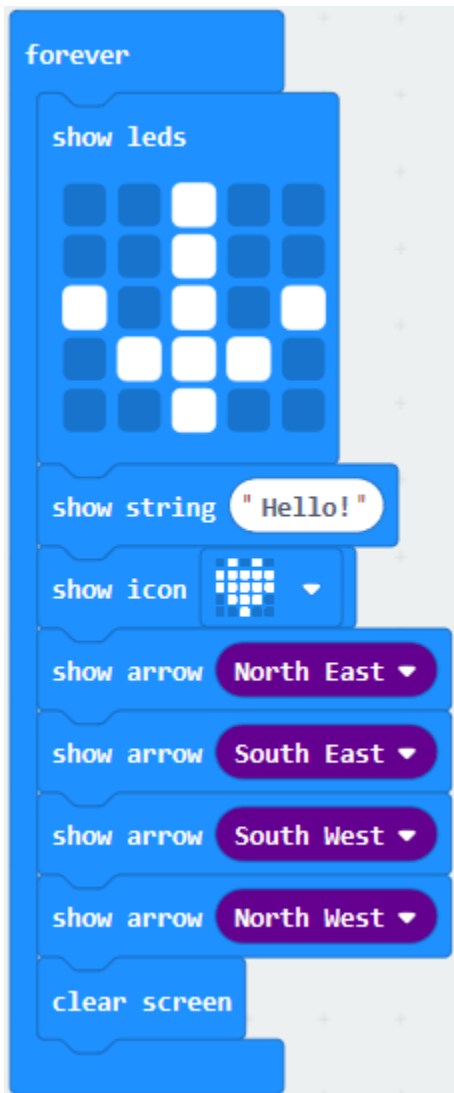 forever
show leds
show string "Hello!"
show icon
show arrow North East
show arrow South East
show arrow South West
show arrow North West
clear screen